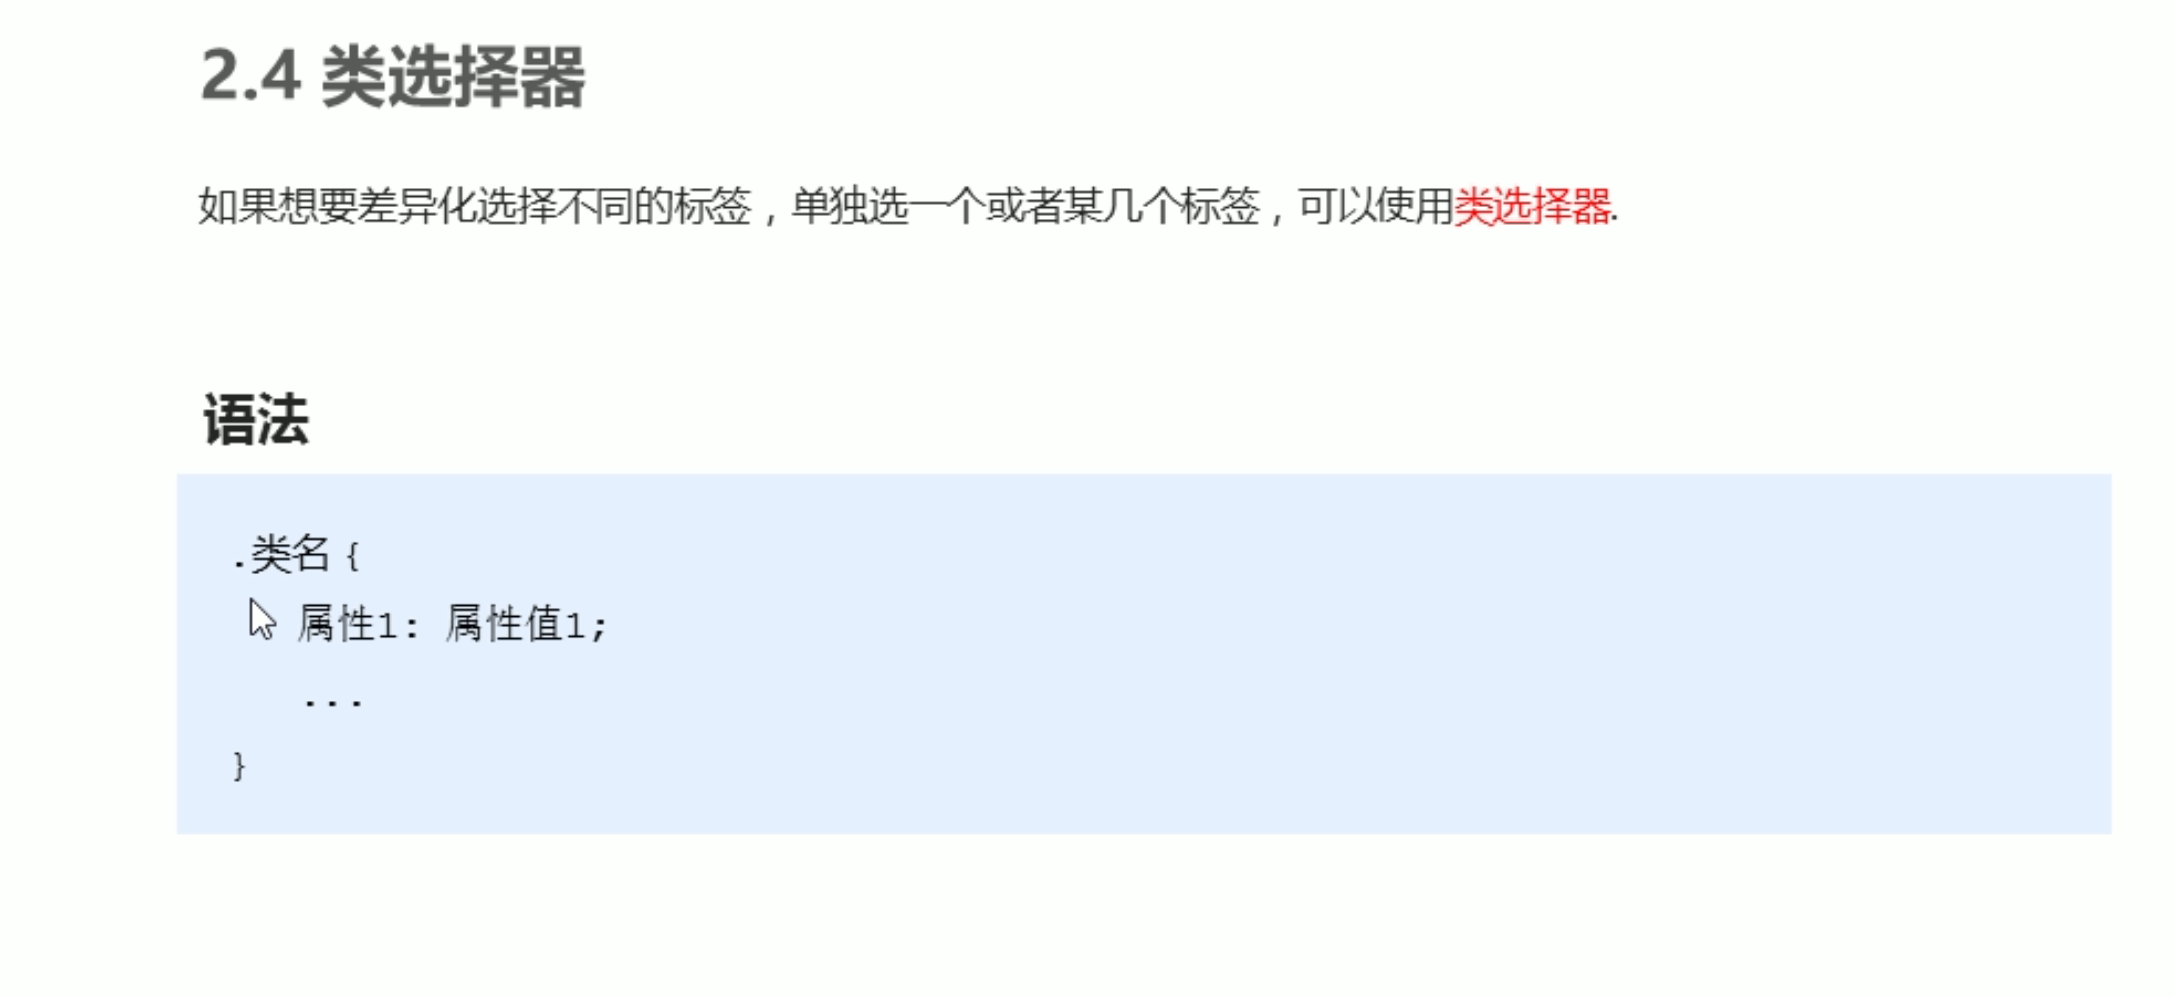 2.4 类选择器
如果想要差异化选择不同的标签，单独选一个或者某几个标签，可以使用类选择器.
语法
.类名 {
属性1: 属性值1;
...
}